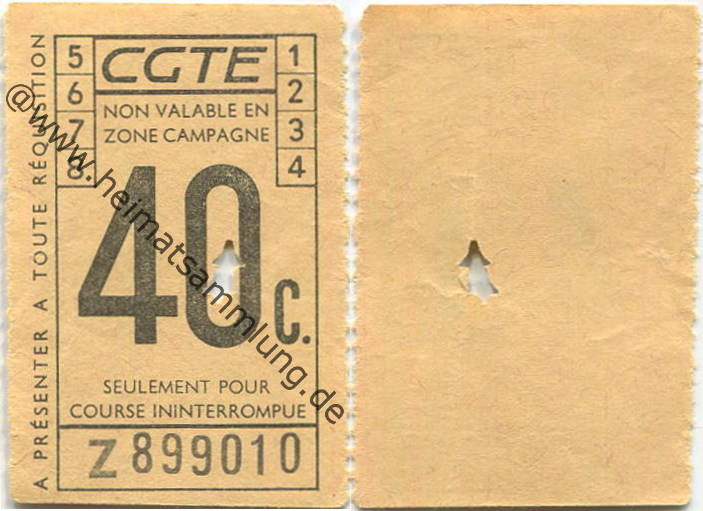 A PRÉSENTER A TOUTE RÉQUISITION
5 CGTE 1
6 2
NON VALABLE EN
7 3
ZONE CAMPAGNE
8 4
40 c.
SEULEMENT POUR
COURSE ININTERROMPUE
Z 899010
@www.heimatsammlung.de